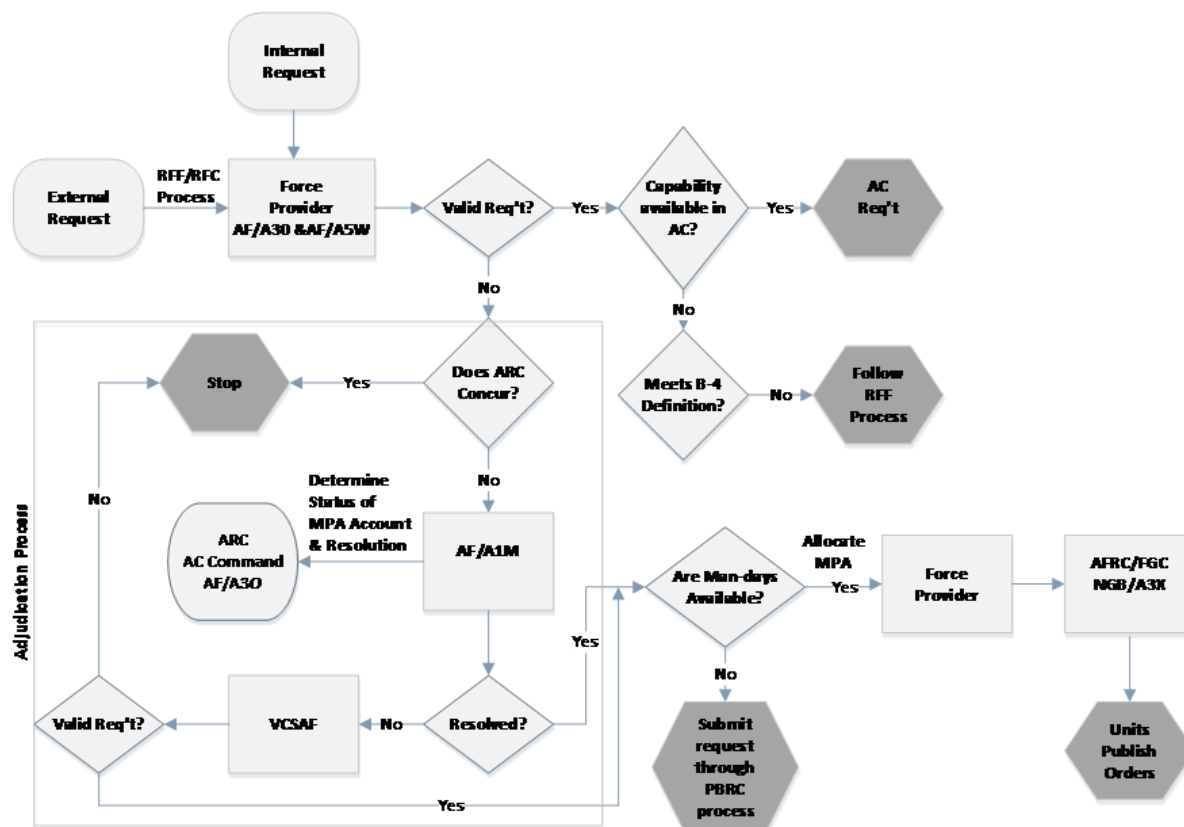 Internal
Request
External
Request
RFF/RFC
Process
Force
Provider
AF/A3O &AF/A5W
Valid Req't?
Yes
Capability
available in
AC?
Yes
AC
Req't
No
No
Stop
Yes
Does ARC
Concur?
Meets B-4
Definition?
No
Follow
RFF
Process
No
No
Determine
Status of
MPA Account
& Resolution
ARC
AC Command
AF/A3O
AF/A1M
Adjudication Process
Are Man-days
Available?
Allocate
MPA
Yes
Force
Provider
AFRC/FGC
NGB/A3X
Yes
No
Valid Req't?
VCSAF
No
Resolved?
Submit
request
through
PBRC
process
Units
Publish
Orders
Yes